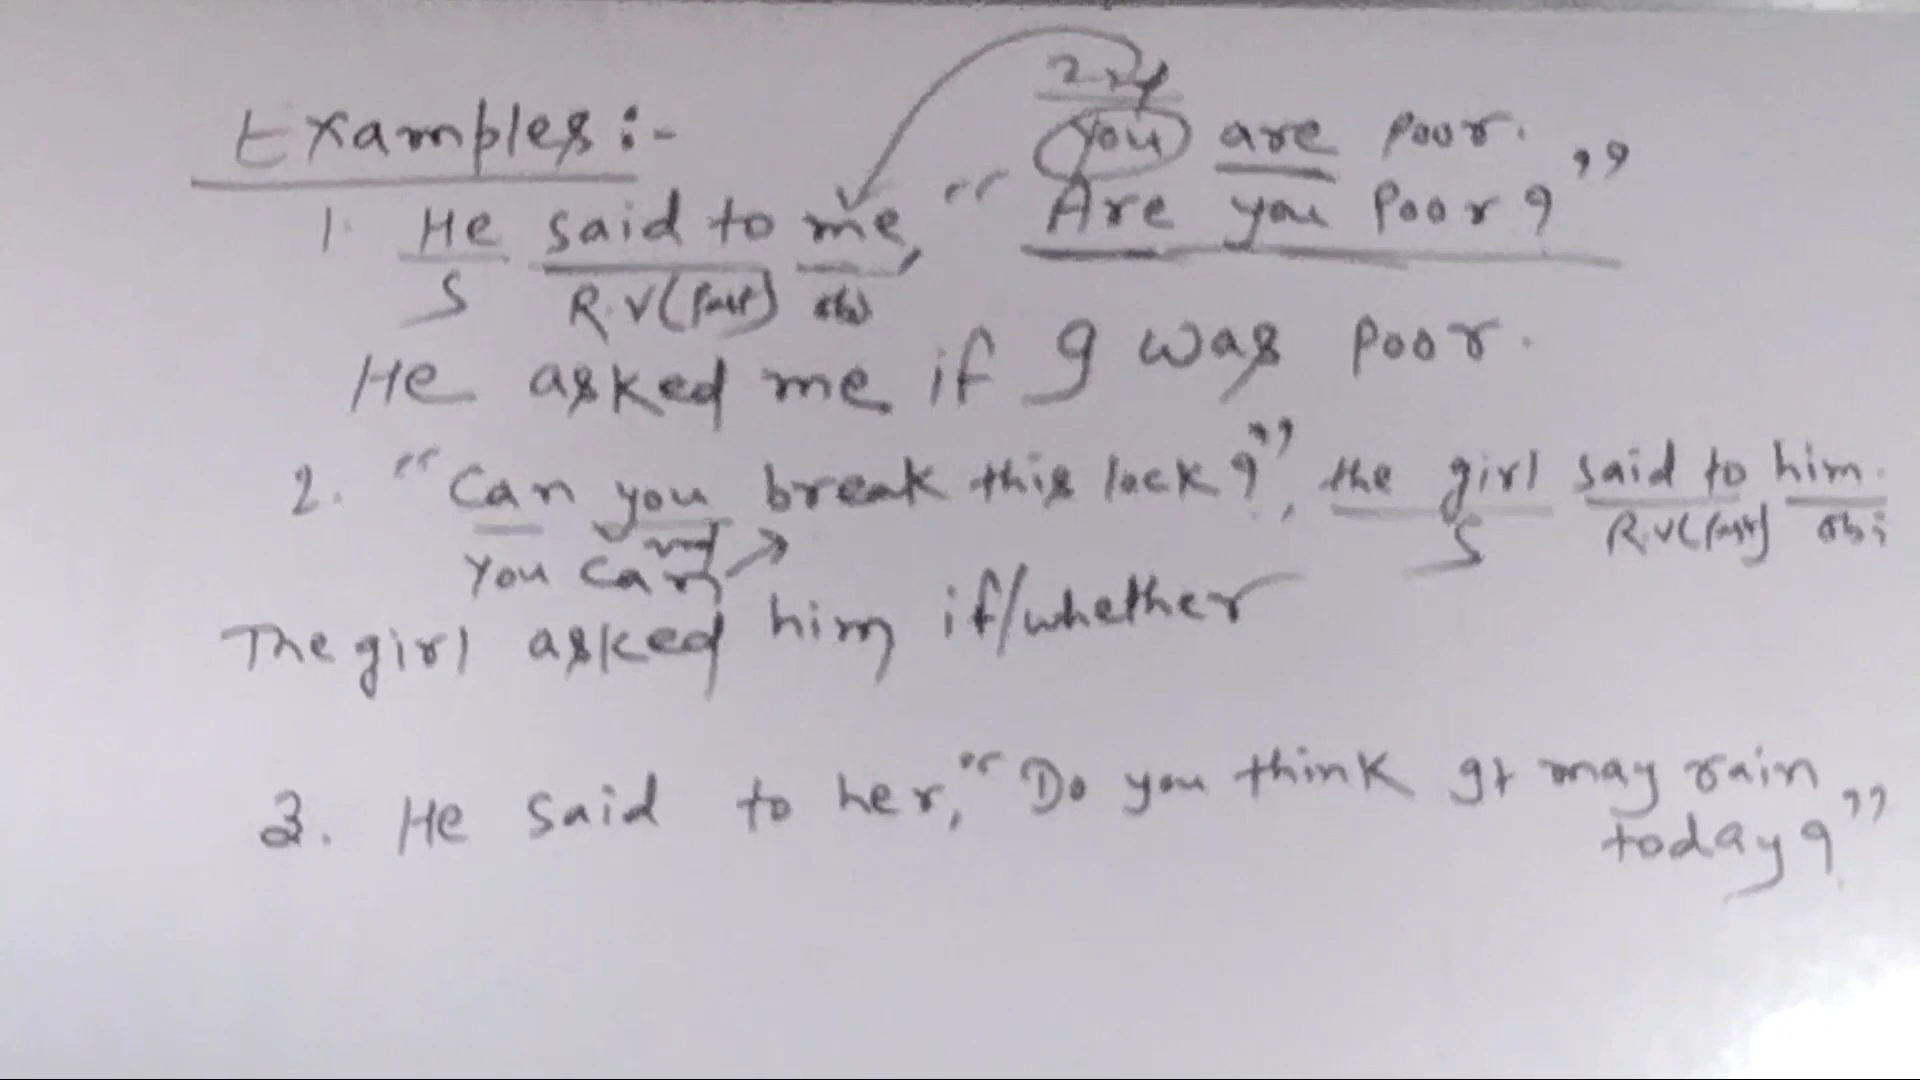 Examples:-
2nd
You are poor.
1. He said to me, "Are you poor?"
S R.V(Past) obj
He asked me if I was poor.
2. "Can you break this lock?", the girl said to him.
S R.V(Past) obj
You can
The girl asked him if/whether
3. He said to her, "Do you think It may rain
today?"